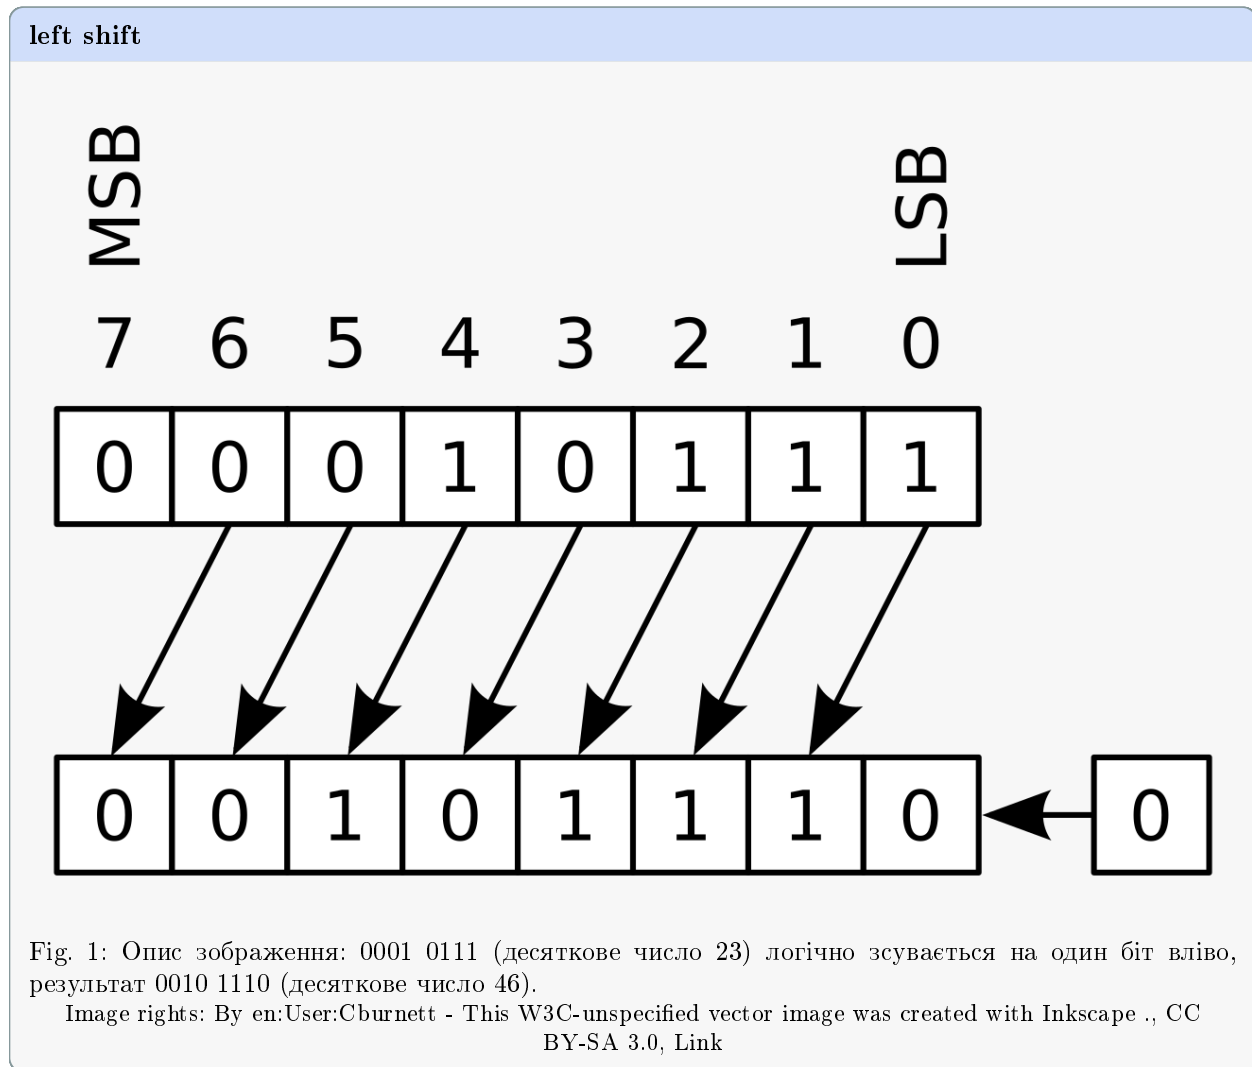 left shift
MSB LSB
7 6 5 4 3 2 1 0
0 0 0 1 0 1 1 1
0 0 1 0 1 1 1 0 0
Fig. 1: Опис зображення: 0001 0111 (десяткове число 23) логічно зсувається на один біт вліво,
результат 0010 1110 (десяткове число 46).
Image rights: By en:User:Cburnett - This W3C-unspecified vector image was created with Inkscape ., CC
BY-SA 3.0, Link